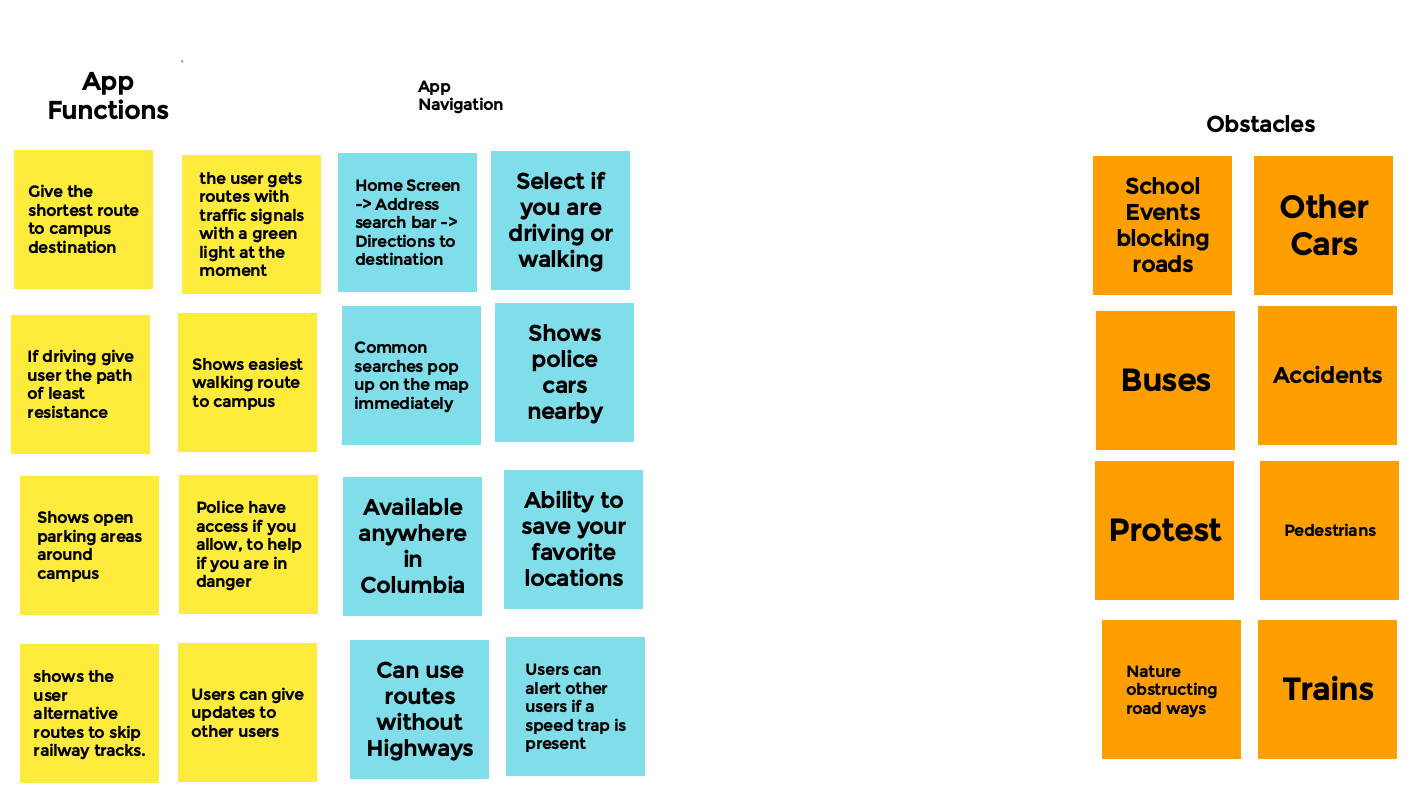 App
Functions
App
Navigation
Obstacles
Give the
shortest route
to campus
destination
the user gets
routes with
traffic signals
with a green
light at the
moment
Home Screen
-> Address
search bar ->
Directions to
destination
Select if
you are
driving or
walking
School
Events
blocking
roads
Other
Cars
If driving give
user the path
of least
resistance
Shows easiest
walking route
to campus
Common
searches pop
up on the map
immediately
Shows
police
cars
nearby
Buses
Accidents
Shows open
parking areas
around
campus
Police have
access if you
allow, to help
if you are in
danger
Available
anywhere
in
Columbia
Ability to
save your
favorite
locations
Protest
Pedestrians
shows the
user
alternative
routes to skip
railway tracks.
Users can give
updates to
other users
Can use
routes
without
Highways
Users can
alert other
users if a
speed trap is
present
Nature
obstructing
road ways
Trains